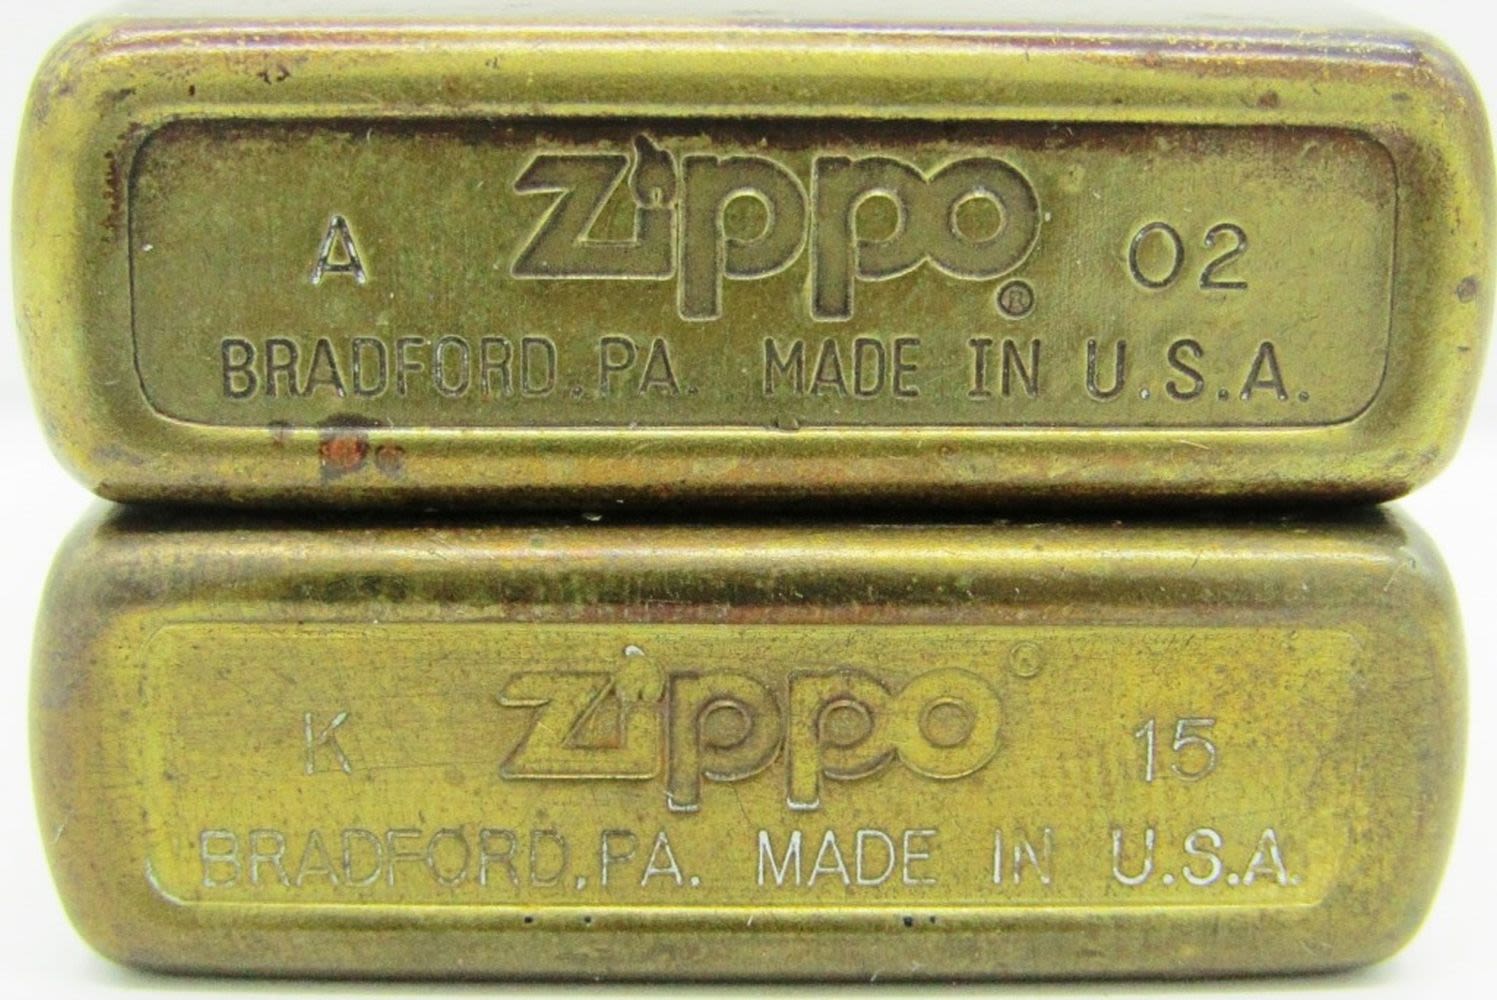 A Zippo ® 02
BRADFORD, PA. MADE IN U.S.A.
K Zippo ® 15
BRADFORD, PA. MADE IN U.S.A.